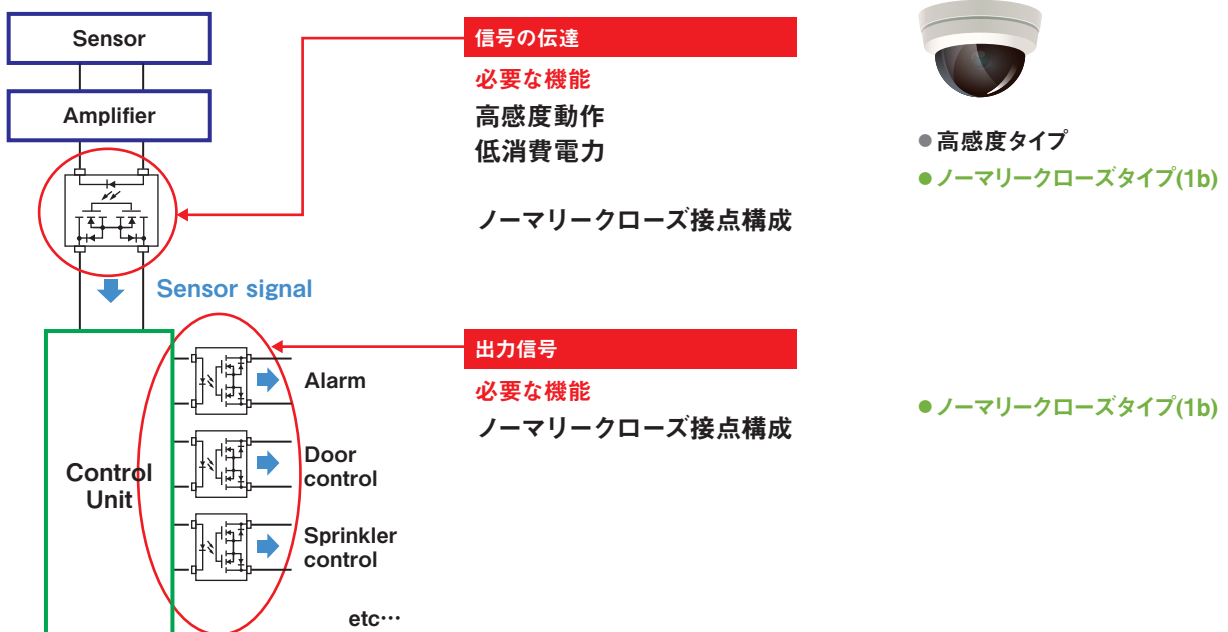 Sensor
Amplifier
Sensor signal
Control
Unit
Alarm
Door
control
Sprinkler
control
etc…
信号の伝達
必要な機能
高感度動作
低消費電力
ノーマリークローズ接点構成
●高感度タイプ
●ノーマリークローズタイプ(1b)
出力信号
必要な機能
ノーマリークローズ接点構成
●ノーマリークローズタイプ(1b)